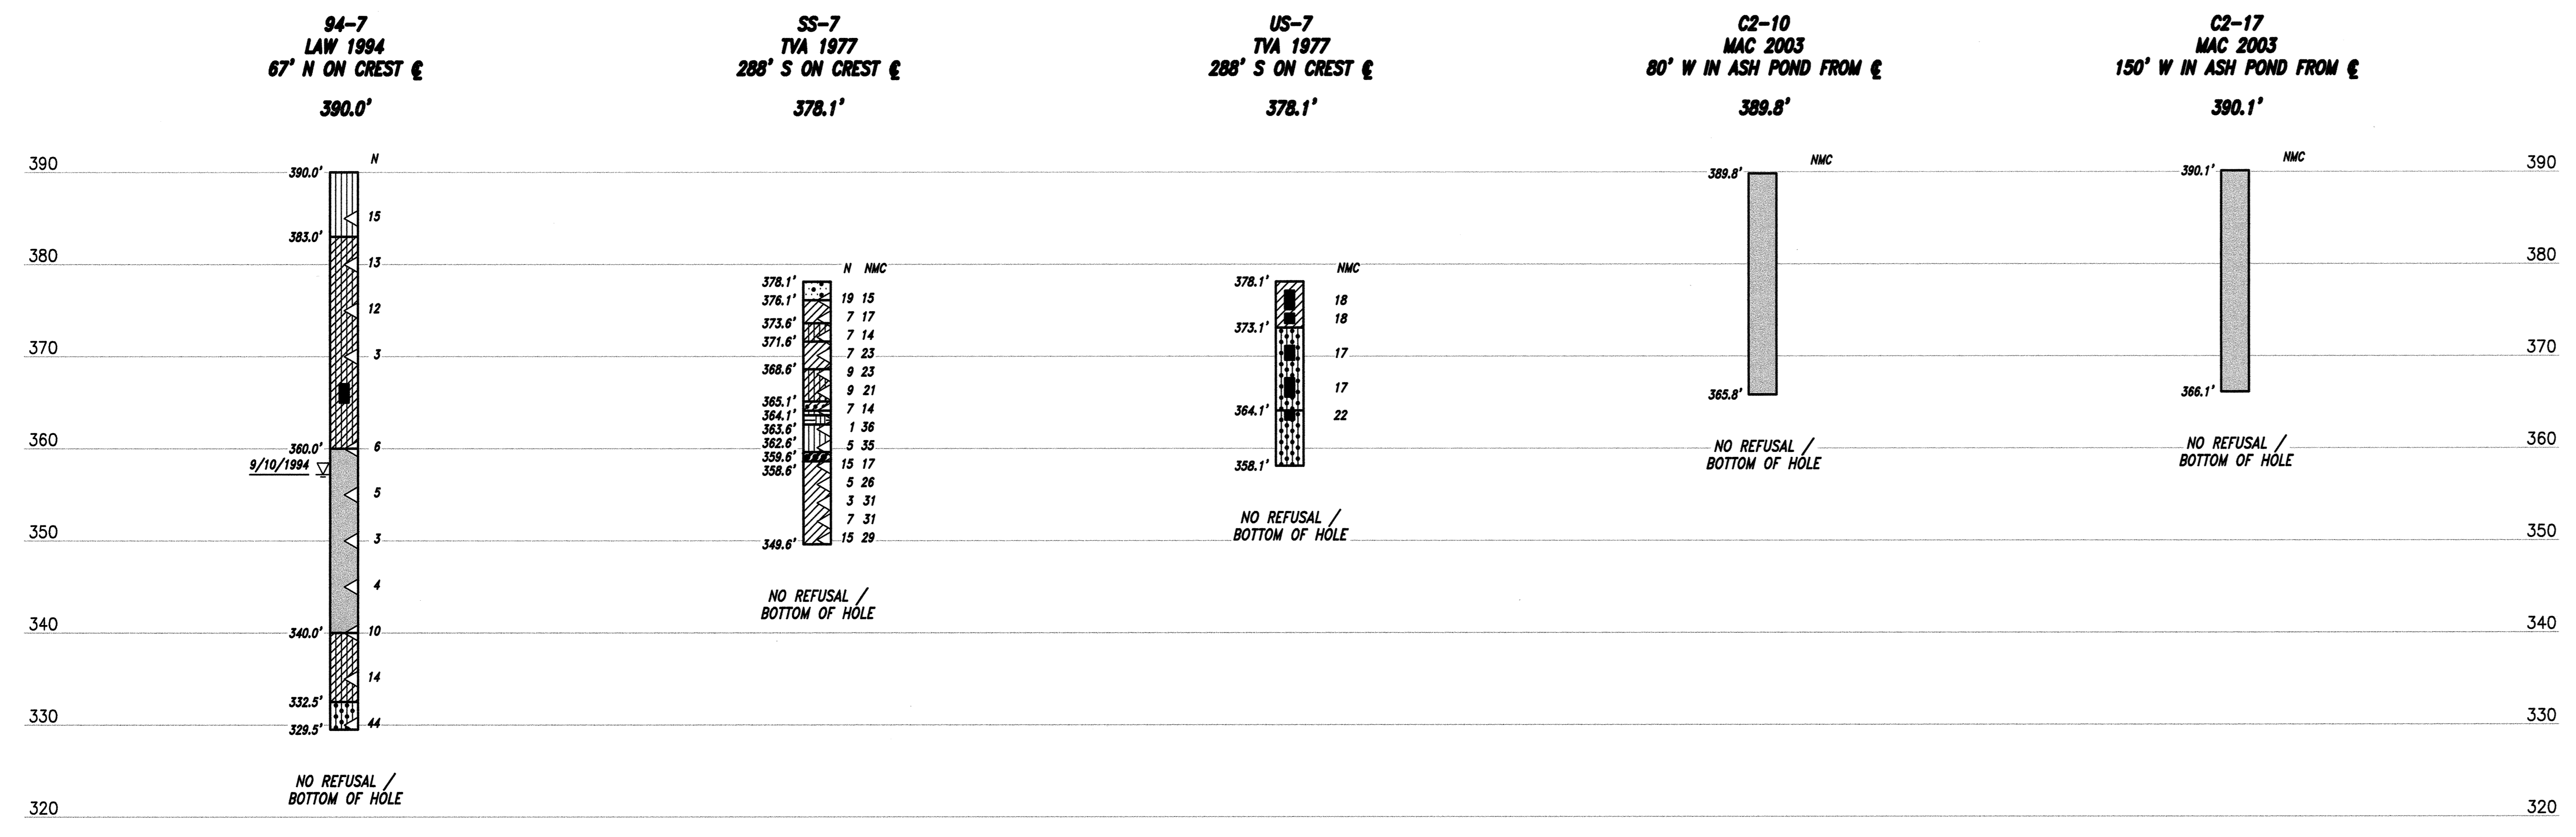 94-7
LAW 1994
67' N ON CREST ℄
390.0'
SS-7
TVA 1977
288' S ON CREST ℄
378.1'
US-7
TVA 1977
288' S ON CREST ℄
378.1'
C2-10
MAC 2003
80' W IN ASH POND FROM ℄
389.8'
C2-17
MAC 2003
150' W IN ASH POND FROM ℄
390.1'
390
380
370
360
350
340
330
320
N
390.0'
15
383.0'
13
12
3
360.0'
6
9/10/1994
5
3
4
340.0'
10
14
332.5'
44
329.5'
NO REFUSAL /
BOTTOM OF HOLE
N NMC
378.1'
376.1'
373.6'
371.6'
368.6'
365.1'
364.1'
363.6'
362.6'
359.6'
358.6'
349.6'
19 15
7 17
7 14
7 23
9 23
9 21
7 14
1 36
5 35
15 17
5 26
3 31
7 31
15 29
NO REFUSAL /
BOTTOM OF HOLE
NMC
378.1'
18
18
373.1'
17
17
364.1'
22
358.1'
NO REFUSAL /
BOTTOM OF HOLE
NMC
389.8'
365.8'
NO REFUSAL /
BOTTOM OF HOLE
NMC
390.1'
366.1'
NO REFUSAL /
BOTTOM OF HOLE
390
380
370
360
350
340
330
320